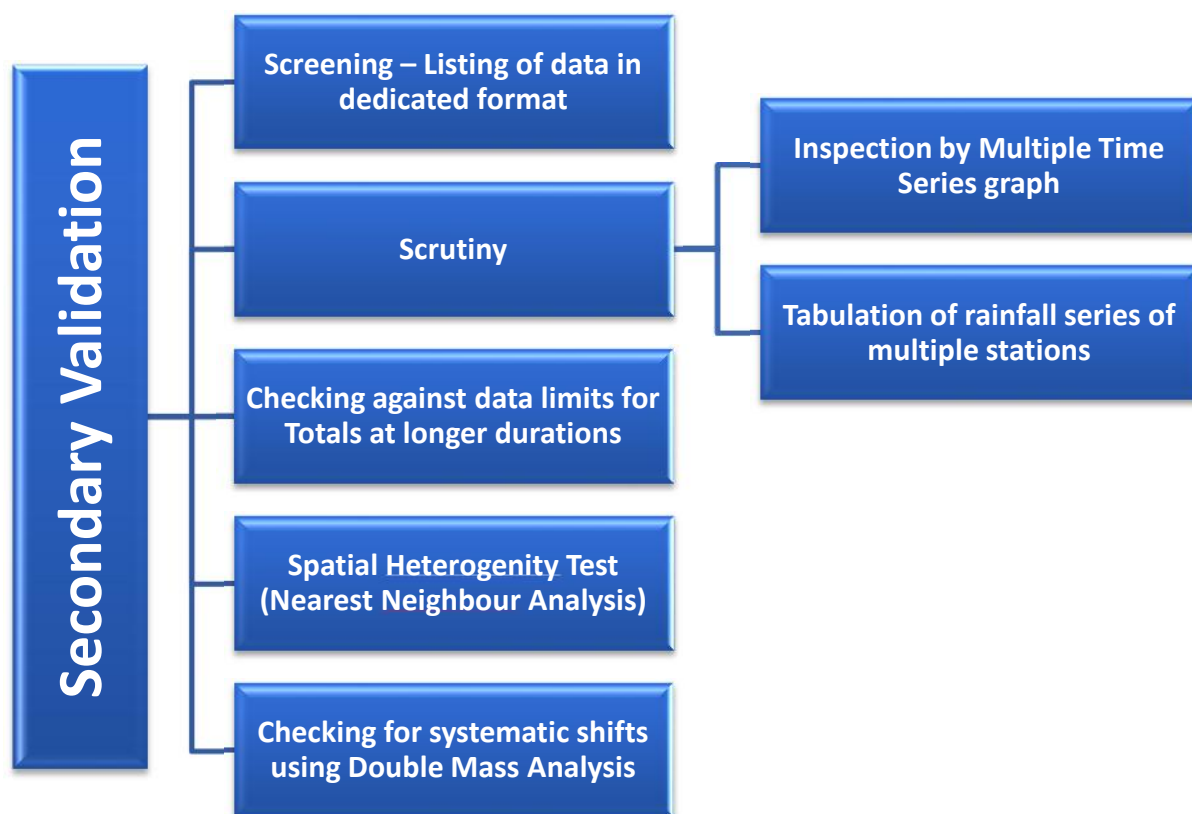 Secondary Validation
Screening – Listing of data in
dedicated format
Scrutiny
Inspection by Multiple Time
Series graph
Tabulation of rainfall series of
multiple stations
Checking against data limits for
Totals at longer durations
Spatial Heterogenity Test
(Nearest Neighbour Analysis)
Checking for systematic shifts
using Double Mass Analysis